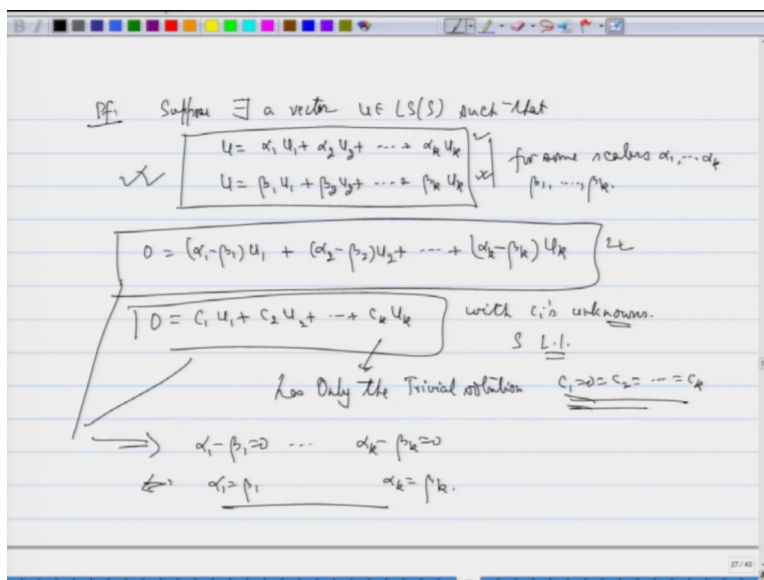 Pf: Suppose ∃ a vector u ∈ LS(S) such that
u = α₁ u₁ + α₂ u₂ + ---- + αₖ uₖ
u = β₁ u₁ + β₂ u₂ + ---- + βₖ uₖ
for some scalars α₁, ... αₖ
β₁, ..., βₖ.
0 = (α₁-β₁) u₁ + (α₂-β₂) u₂ + ---- + (αₖ-βₖ) uₖ
0 = C₁ u₁ + C₂ u₂ + --- + Cₖ uₖ with cᵢ's unknowns.
S L.I.
has Only the Trivial solution C₁=0=C₂= --- = Cₖ
⇒ α₁-β₁=0 ... αₖ-βₖ=0
α₁=β₁ αₖ=βₖ.
27/43